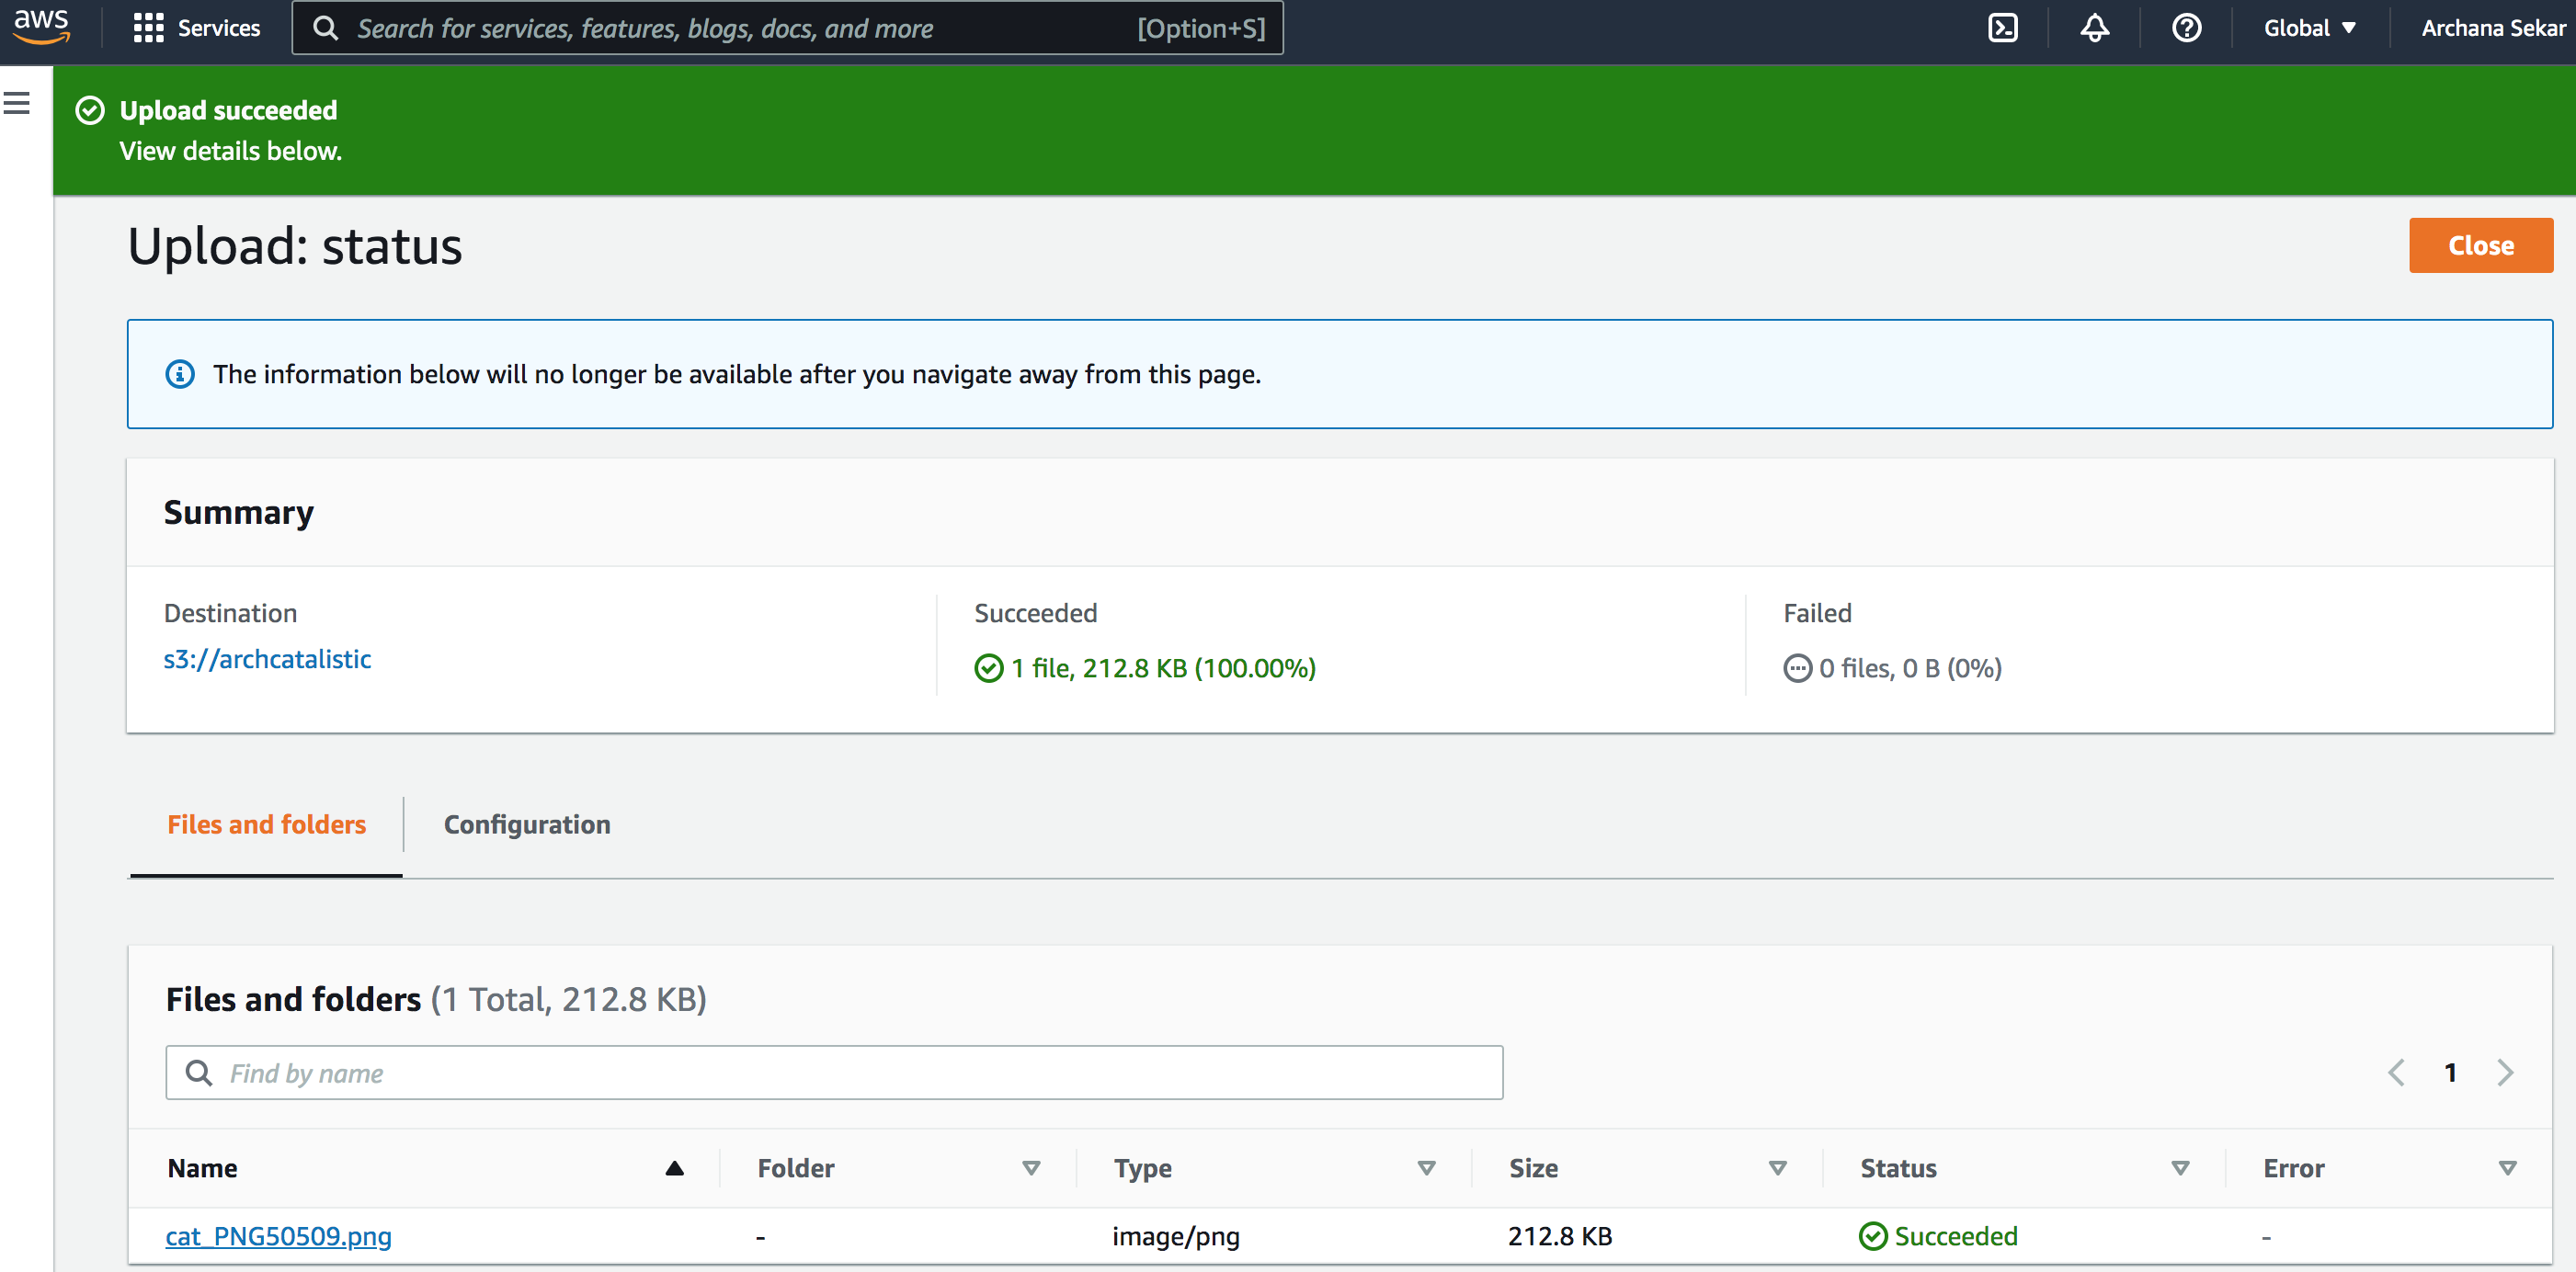 aws Services Search for services, features, blogs, docs, and more [Option+S] Global Archana Sekar
Upload succeeded
View details below.
Upload: status Close
The information below will no longer be available after you navigate away from this page.
Summary
Destination Succeeded Failed
s3://archcatalistic 1 file, 212.8 KB (100.00%) 0 files, 0 B (0%)
Files and folders Configuration
Files and folders (1 Total, 212.8 KB)
Find by name 1
Name Folder Type Size Status Error
cat_PNG50509.png - image/png 212.8 KB Succeeded -